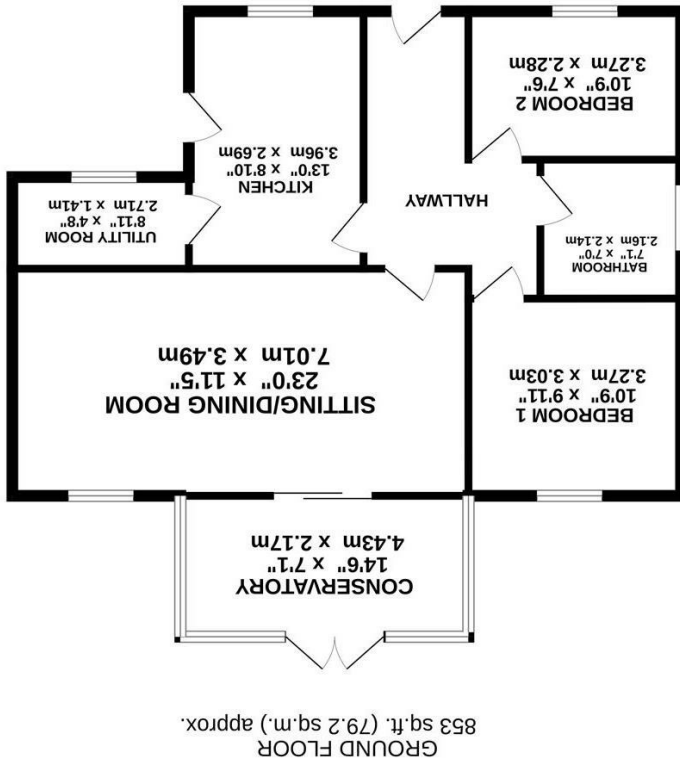 GROUND FLOOR
853 sq.ft. (79.2 sq.m.) approx.
CONSERVATORY
14'6" x 7'1"
4.43m x 2.17m
BEDROOM 1
10'9" x 9'11"
3.27m x 3.03m
SITTING/DINING ROOM
23'0" x 11'5"
7.01m x 3.49m
BATHROOM
7'1" x 7'0"
2.16m x 2.14m
HALLWAY
KITCHEN
13'0" x 8'10"
3.96m x 2.69m
UTILITY ROOM
8'11" x 4'8"
2.71m x 1.41m
BEDROOM 2
10'9" x 7'6"
3.27m x 2.28m